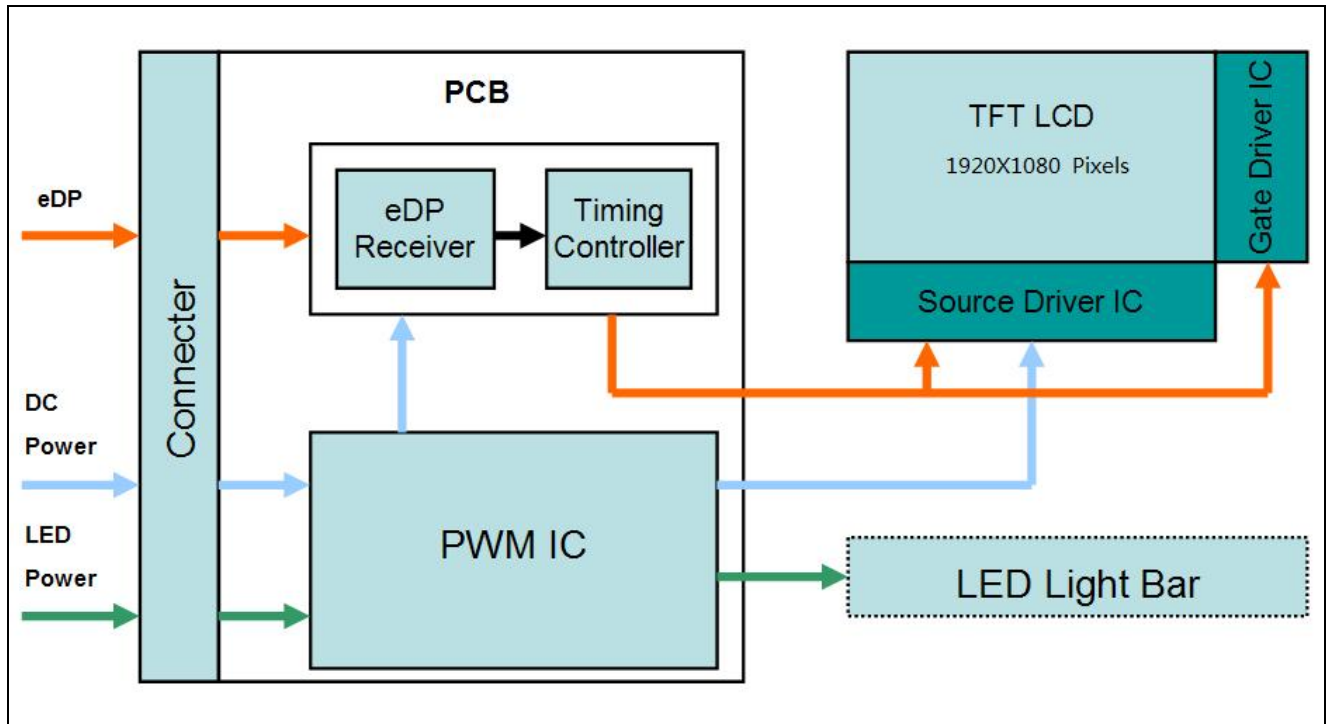 PCB
eDP
Connecter
eDP
Receiver
Timing
Controller
DC
Power
LED
Power
PWM IC
TFT LCD
1920X1080 Pixels
Gate Driver IC
Source Driver IC
LED Light Bar